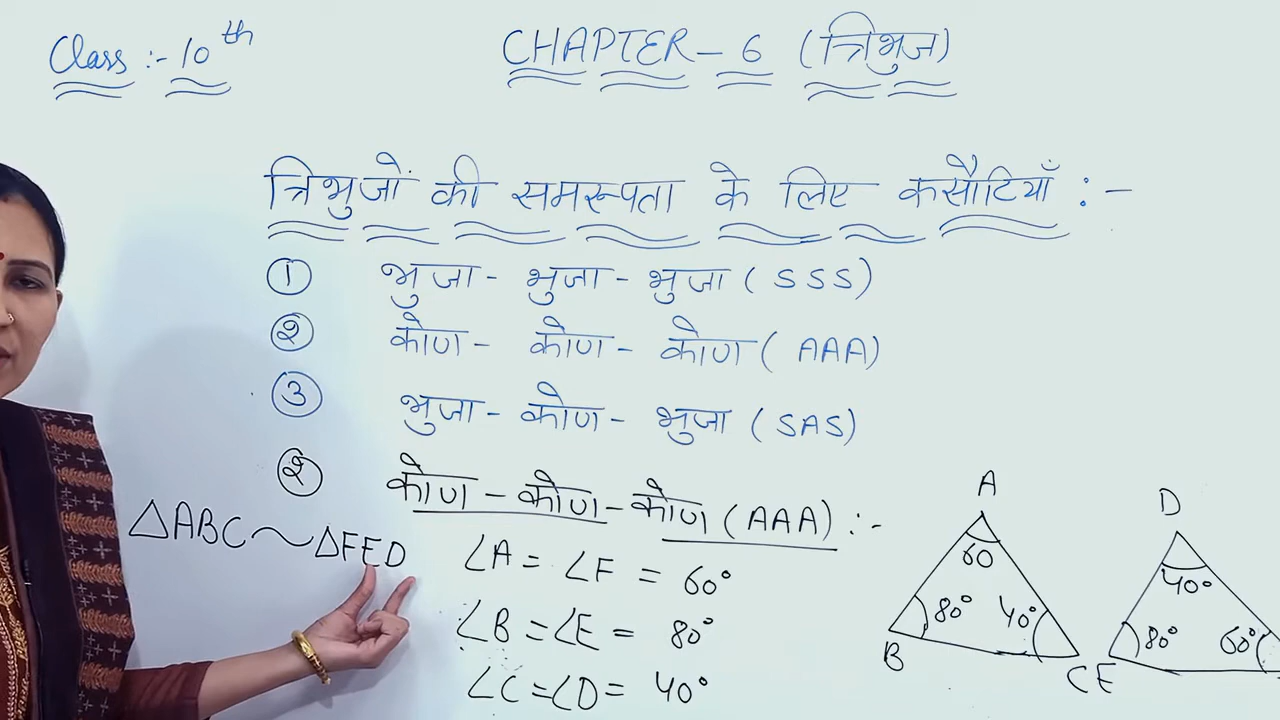 Class :- 10th
CHAPTER - 6 (त्रिभुज)
त्रिभुजों की समरूपता के लिए कसौटियाँ :-
① भुजा - भुजा - भुजा (SSS)
② कोण - कोण - कोण (AAA)
③ भुजा - कोण - भुजा (SAS)
② कोण - कोण - कोण (AAA) :-
△ABC ~ △FED
∠A = ∠F = 60°
∠B = ∠E = 80°
∠C = ∠D = 40°
A
60
80° 40°
B C
D
40°
80° 60°
E